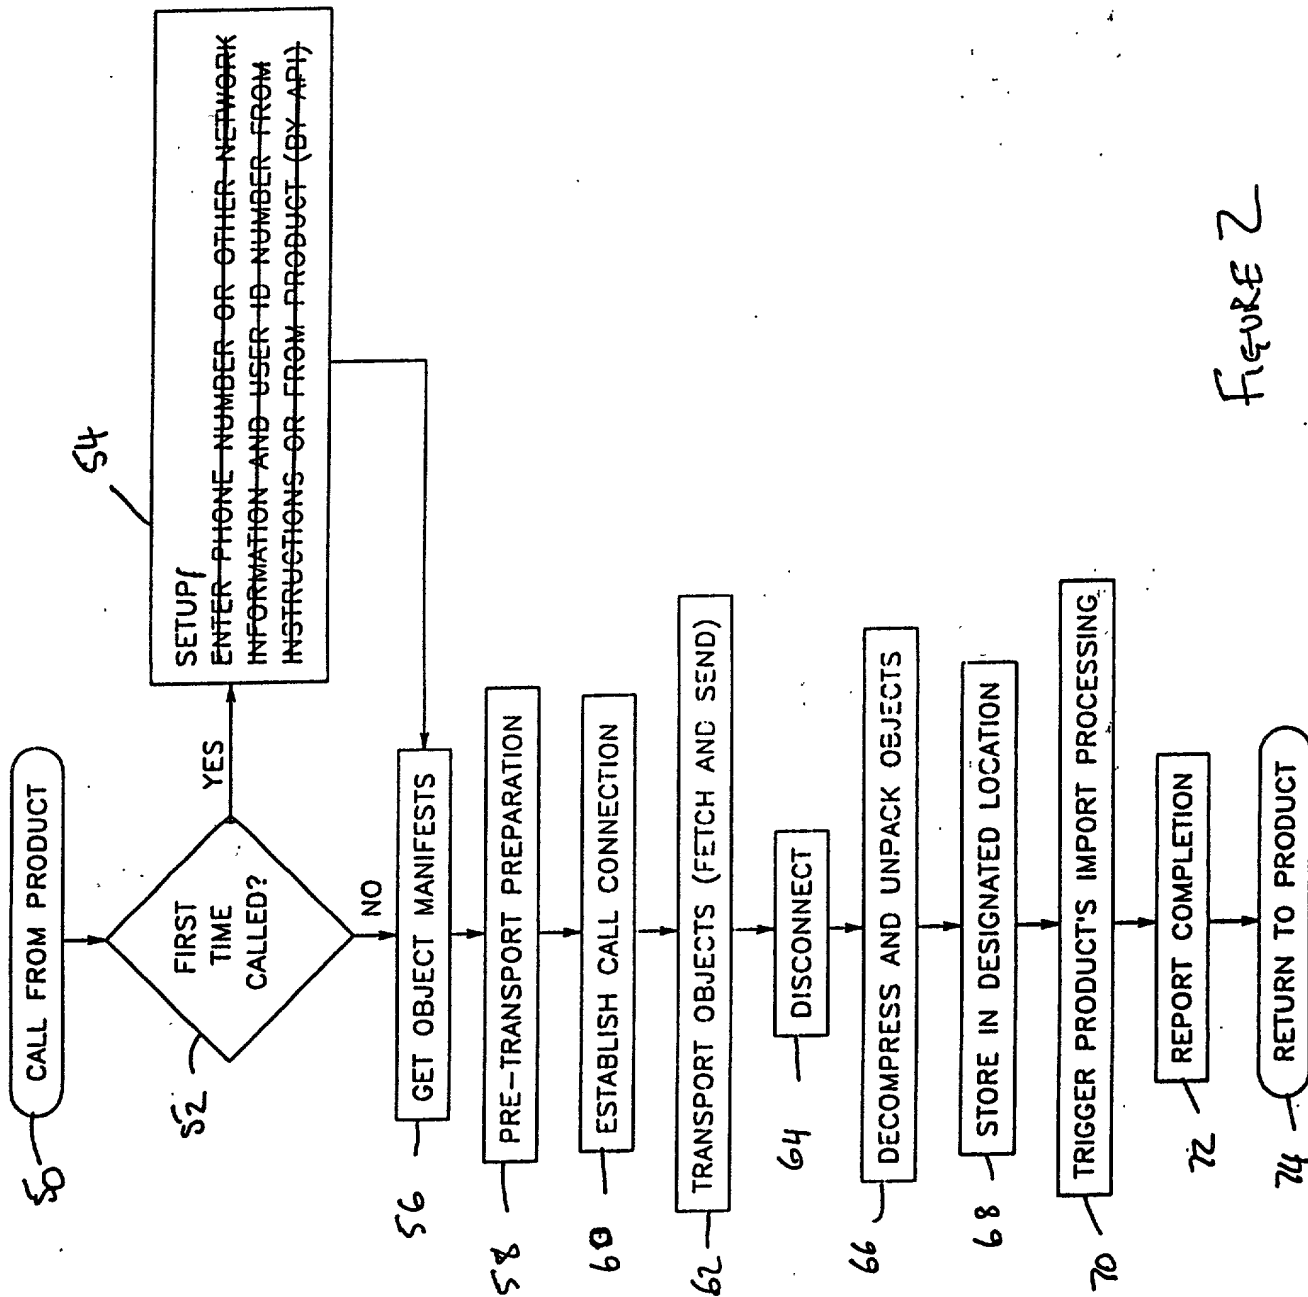 50
CALL FROM PRODUCT
52
FIRST
TIME
CALLED?
YES
NO
54
SETUP
ENTER PHONE NUMBER OR OTHER NETWORK
INFORMATION AND USER ID NUMBER FROM
INSTRUCTIONS OR FROM PRODUCT (BY API)
56
GET OBJECT MANIFESTS
58
PRE-TRANSPORT PREPARATION
60
ESTABLISH CALL CONNECTION
62
TRANSPORT OBJECTS (FETCH AND SEND)
64
DISCONNECT
66
DECOMPRESS AND UNPACK OBJECTS
68
STORE IN DESIGNATED LOCATION
70
TRIGGER PRODUCT'S IMPORT PROCESSING
72
REPORT COMPLETION
74
RETURN TO PRODUCT
FIGURE 2